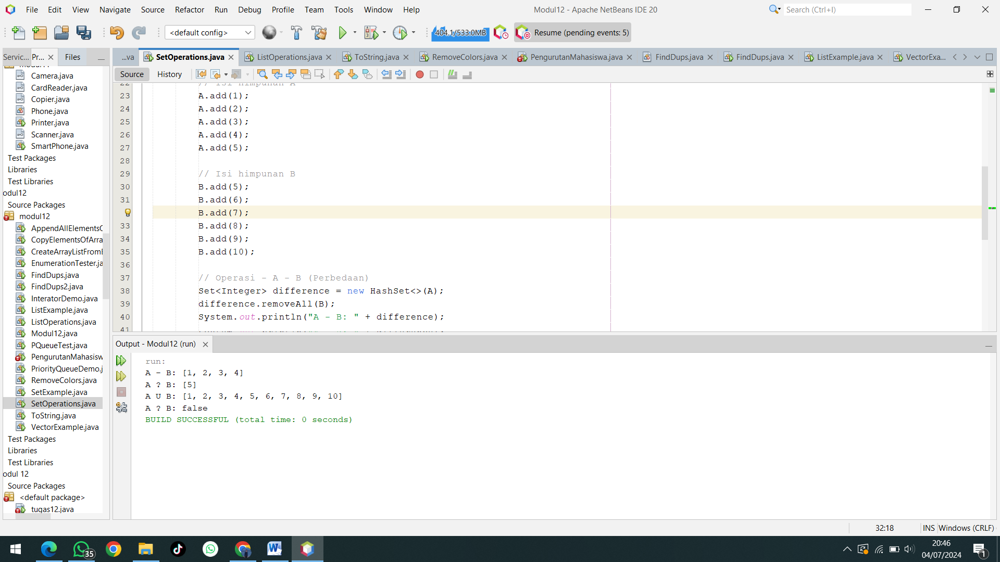 File Edit View Navigate Source Refactor Run Debug Profile Team Tools Window Help
Modul12 - Apache NetBeans IDE 20
Search (Ctrl+I)
<default config>
404.1/533.0MB
Resume (pending events: 5)
Servic... Pr... Files
...va SetOperations.java ListOperations.java ToString.java RemoveColors.java PengurutanMahasiswa.java FindDups.java FindDups.java ListExample.java VectorExa...
Source History
Camera.java
CardReader.java
Copier.java
Phone.java
Printer.java
Scanner.java
SmartPhone.java
Test Packages
Libraries
Test Libraries
odul12
Source Packages
modul12
AppendAllElementsO
CopyElementsOfArra
CreateArrayListFrom
EnumerationTester.ja
FindDups.java
FindDups2.java
InteratorDemo.java
ListExample.java
ListOperations.java
Modul12.java
PQueueTest.java
PengurutanMahasisw
PriorityQueueDemo.j
RemoveColors.java
SetExample.java
SetOperations.java
ToString.java
VectorExample.java
Test Packages
Libraries
Test Libraries
odul 12
Source Packages
<default package>
tugas12.java
22 // Isi himpunan A
23 A.add(1);
24 A.add(2);
25 A.add(3);
26 A.add(4);
27 A.add(5);
28
29 // Isi himpunan B
30 B.add(5);
31 B.add(6);
B.add(7);
33 B.add(8);
34 B.add(9);
35 B.add(10);
36
37 // Operasi - A - B (Perbedaan)
38 Set<Integer> difference = new HashSet<>(A);
39 difference.removeAll(B);
40 System.out.println("A - B: " + difference);
41
Output - Modul12 (run)
run:
A - B: [1, 2, 3, 4]
A ? B: [5]
A U B: [1, 2, 3, 4, 5, 6, 7, 8, 9, 10]
A ? B: false
BUILD SUCCESSFUL (total time: 0 seconds)
32:18 INS Windows (CRLF)
35
20:46
04/07/2024
1